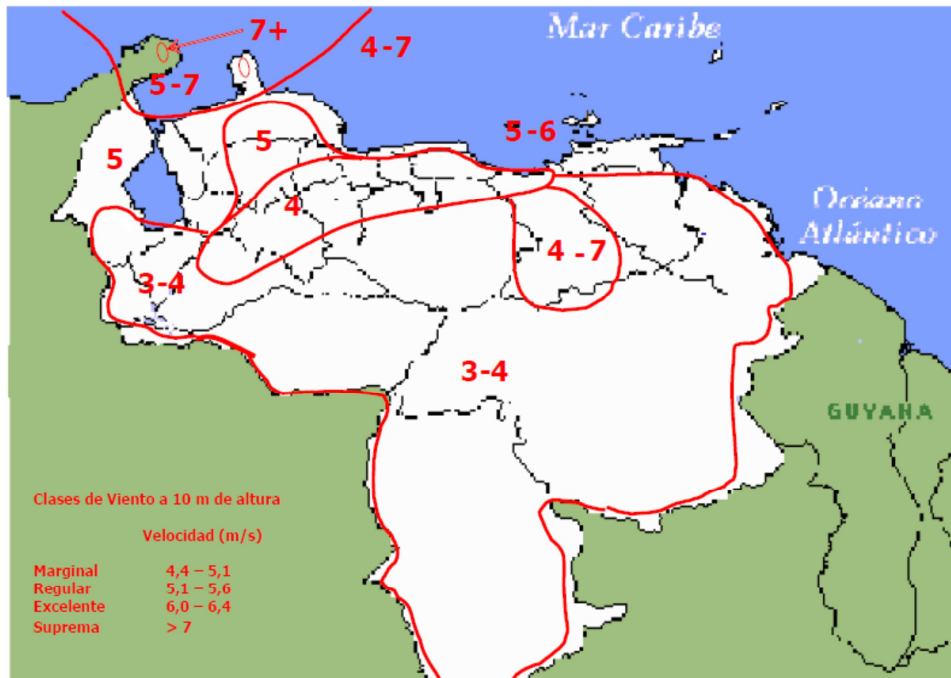 7+
Mar Caribe
4-7
5-7
5-6
5
5
4
Océano
Atlántico
4 -7
3-4
3-4
GUYANA
Clases de Viento a 10 m de altura
Velocidad (m/s)
Marginal 4,4 – 5,1
Regular 5,1 – 5,6
Excelente 6,0 – 6,4
Suprema > 7